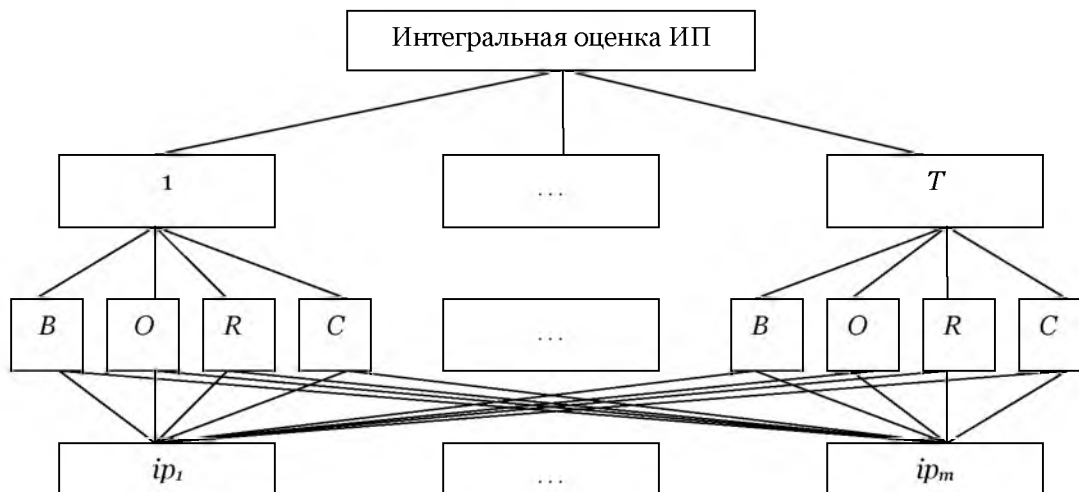 Интегральная оценка ИП
1 ... T
B O R C ... B O R C
ip₁ ... ipₘ